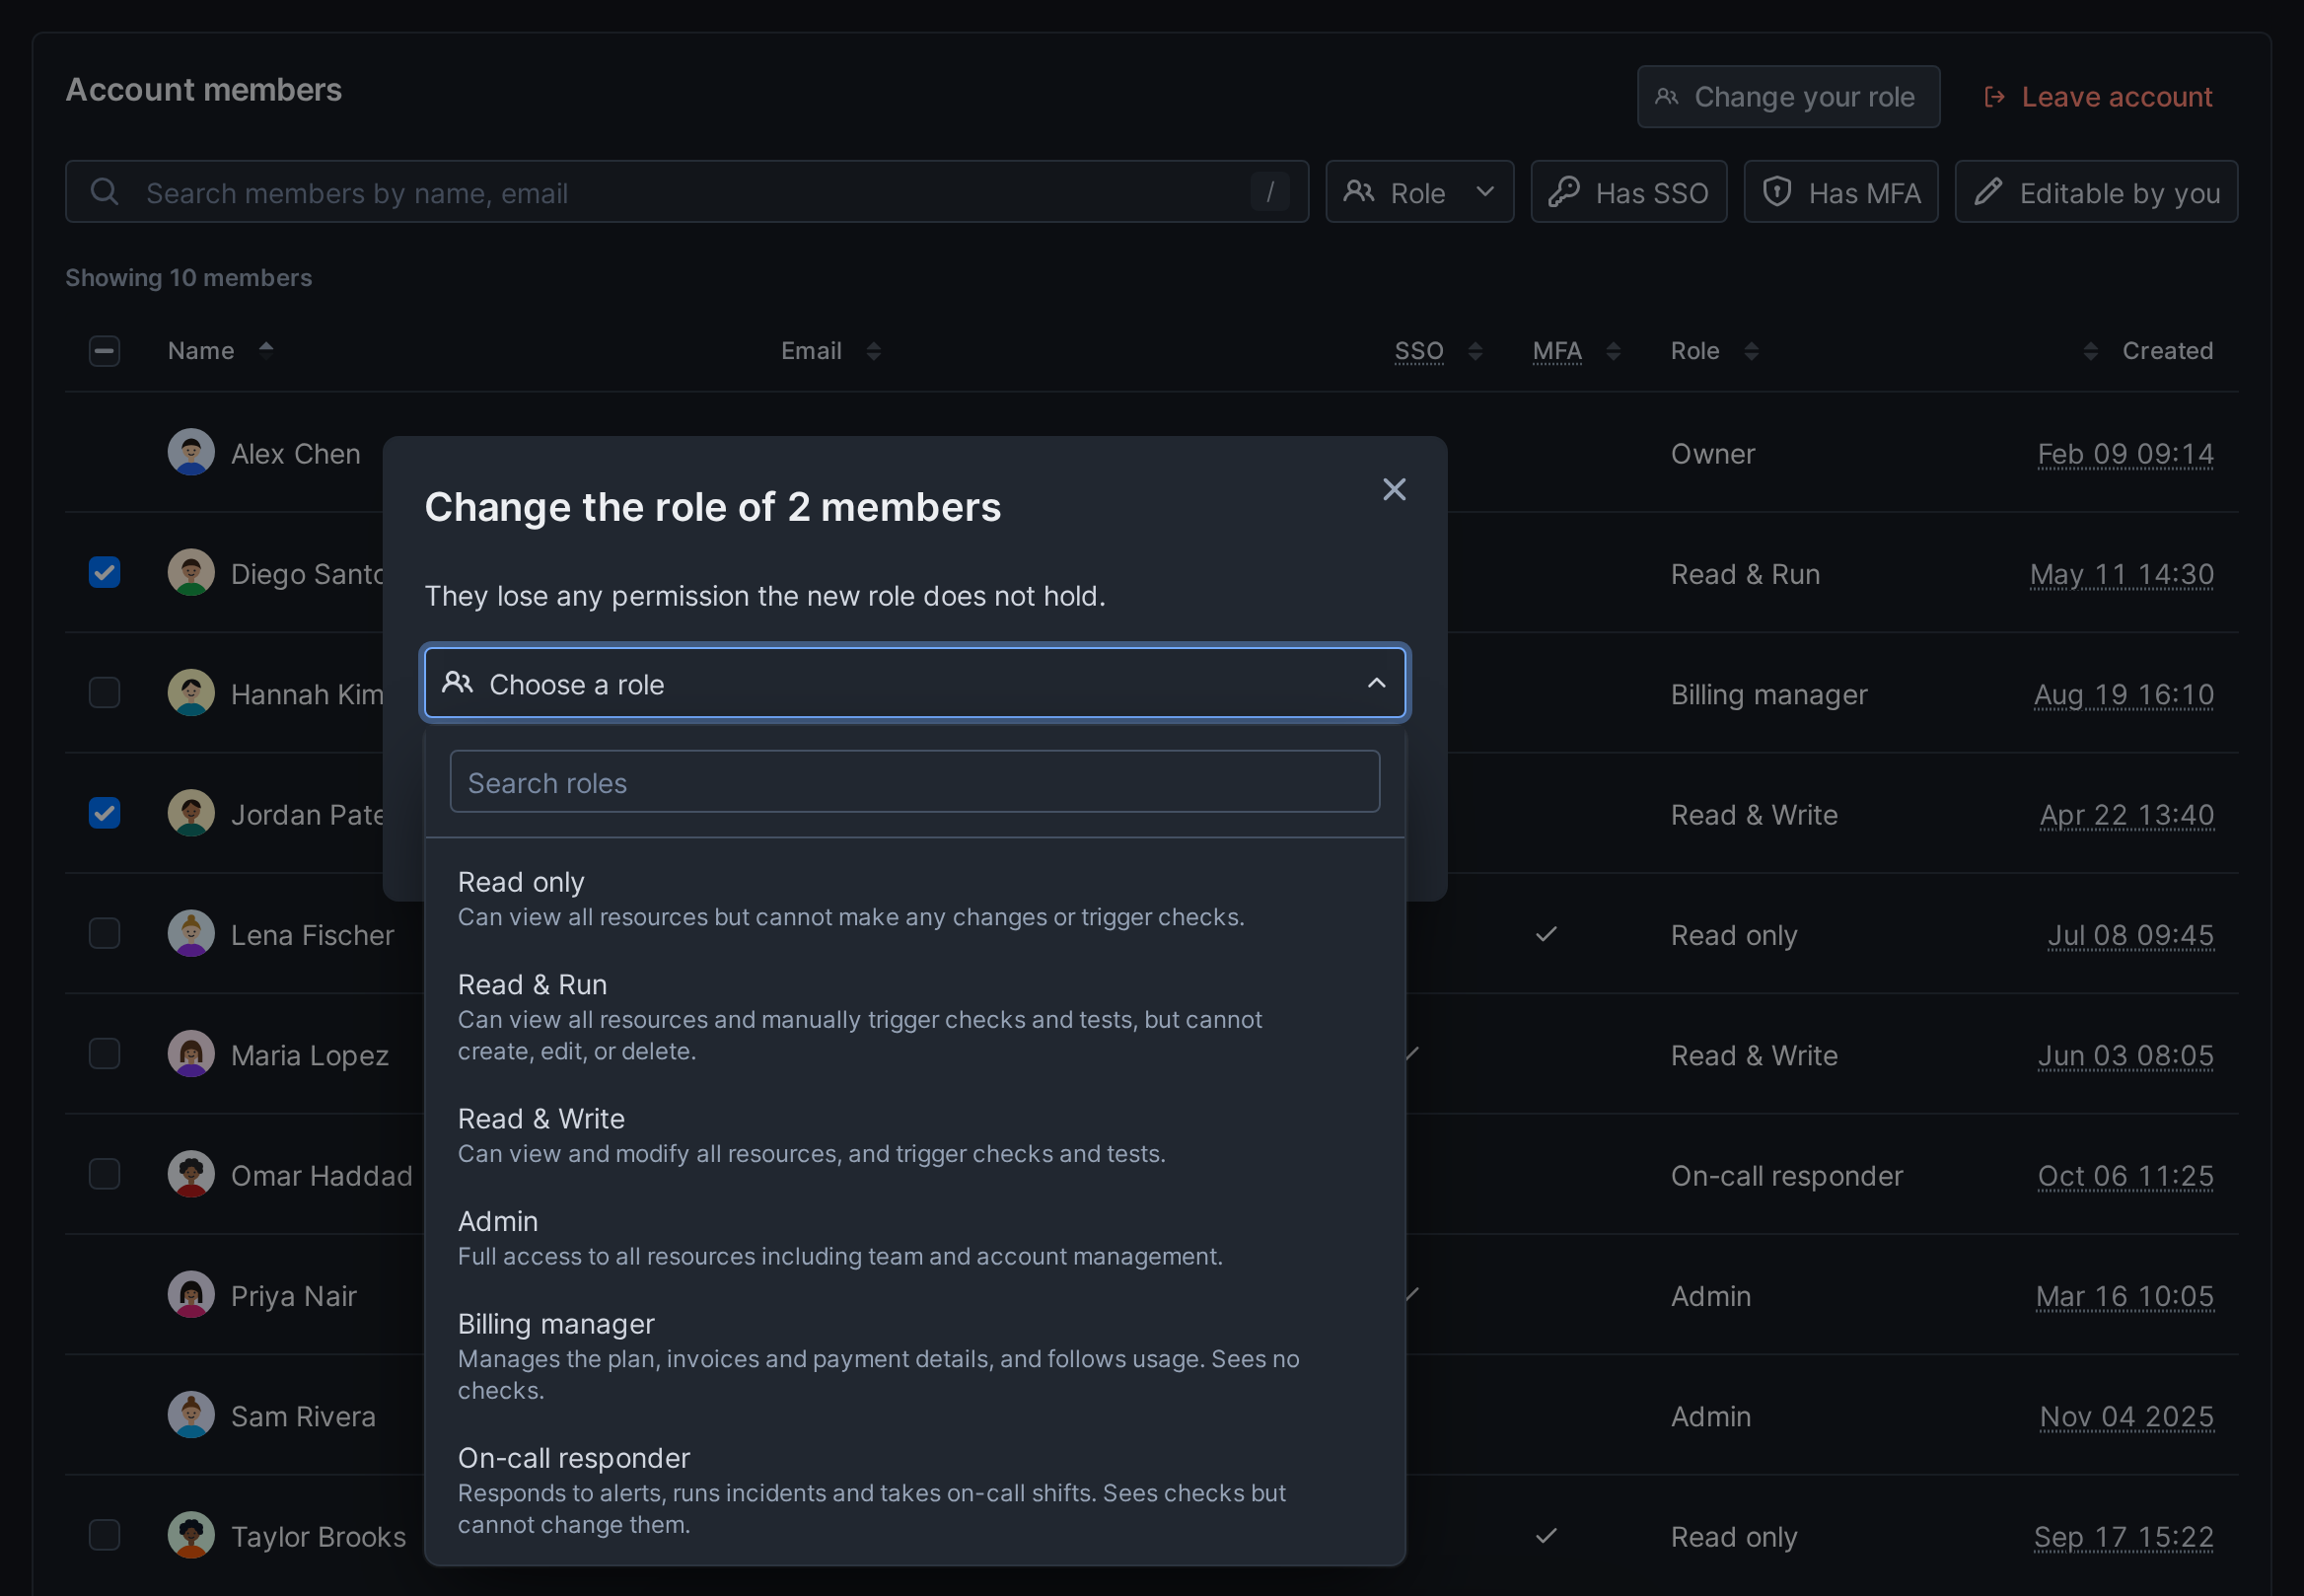 Account members
Change your role
Leave account
Search members by name, email
/
Role
Has SSO
Has MFA
Editable by you
Showing 10 members
Name
Email
SSO
MFA
Role
Created
Alex Chen
Owner
Feb 09 09:14
Change the role of 2 members
Diego
Read & Run
May 11 14:30
They lose any permission the new role does not hold.
Choose a role
Hannah Kim
Billing manager
Aug 19 16:10
Search roles
Jordan
Read & Write
Apr 22 13:40
Read only
Can view all resources but cannot make any changes or trigger checks.
Lena Fischer
Read only
Jul 08 09:45
Read & Run
Can view all resources and manually trigger checks and tests, but cannot
create, edit, or delete.
Maria Lopez
Read & Write
Jun 03 08:05
Read & Write
Can view and modify all resources, and trigger checks and tests.
Omar Haddad
On-call responder
Oct 06 11:25
Admin
Full access to all resources including team and account management.
Priya Nair
Admin
Mar 16 10:05
Billing manager
Manages the plan, invoices and payment details, and follows usage. Sees no
checks.
Sam Rivera
Admin
Nov 04 2025
On-call responder
Responds to alerts, runs incidents and takes on-call shifts. Sees checks but
cannot change them.
Taylor Brooks
Read only
Sep 17 15:22